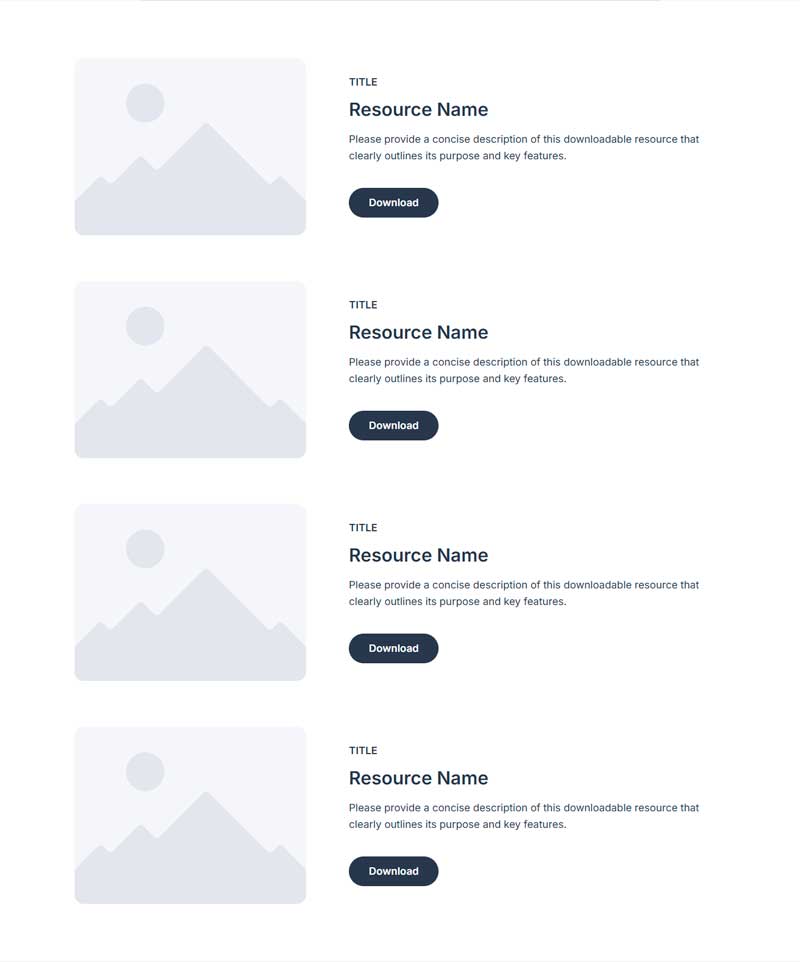 TITLE
Resource Name
Please provide a concise description of this downloadable resource that
clearly outlines its purpose and key features.
Download
TITLE
Resource Name
Please provide a concise description of this downloadable resource that
clearly outlines its purpose and key features.
Download
TITLE
Resource Name
Please provide a concise description of this downloadable resource that
clearly outlines its purpose and key features.
Download
TITLE
Resource Name
Please provide a concise description of this downloadable resource that
clearly outlines its purpose and key features.
Download